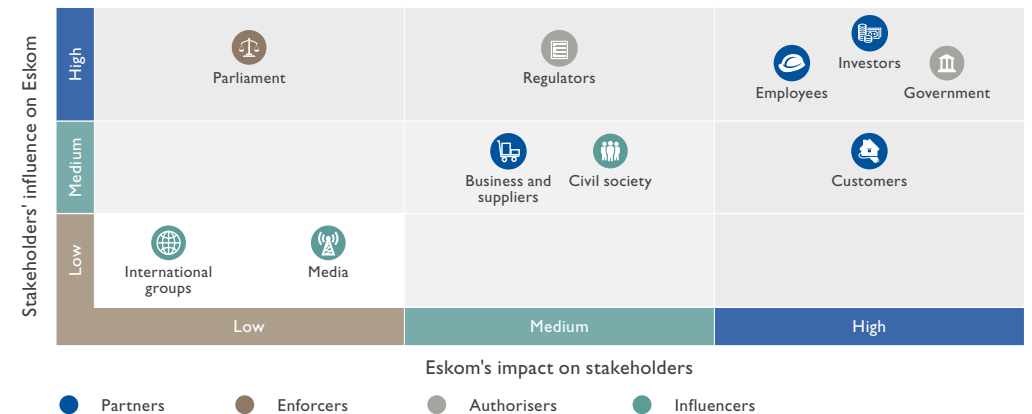 Stakeholders' influence on Eskom
High
Parliament
Regulators
Investors
Employees
Government
Medium
Business and
suppliers
Civil society
Customers
Low
International
groups
Media
Low
Medium
High
Eskom's impact on stakeholders
Partners
Enforcers
Authorisers
Influencers